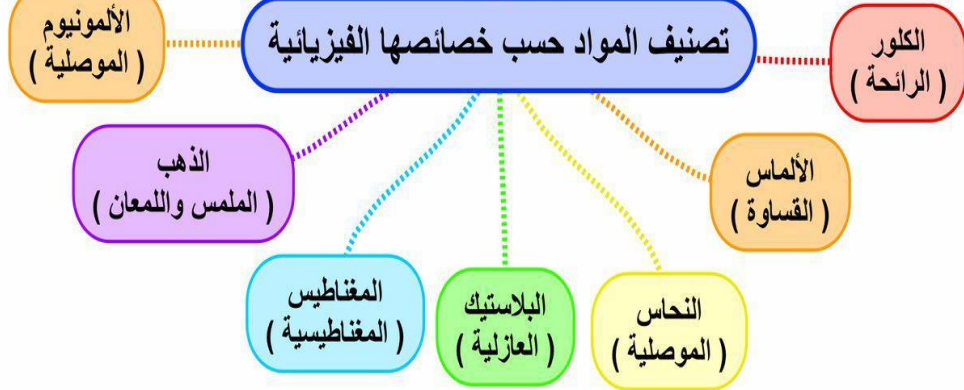 تصنيف المواد حسب خصائصها الفيزيائية
الكلور
( الرائحة )
الألماس
( القساوة )
النحاس
( الموصلية )
البلاستيك
( العازلية )
المغناطيس
( المغناطيسية )
الذهب
( الملمس واللمعان )
الألمونيوم
( الموصلية )